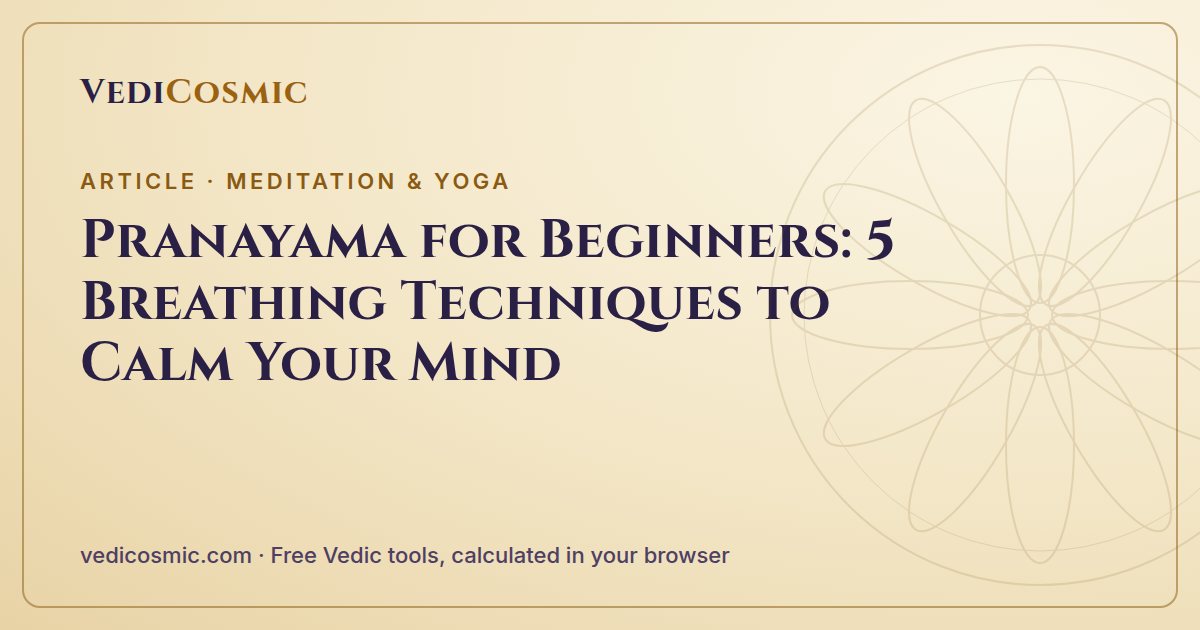 VediCosmic
ARTICLE · MEDITATION & YOGA
Pranayama for Beginners: 5
Breathing Techniques to
Calm Your Mind
vedicosmic.com · Free Vedic tools, calculated in your browser